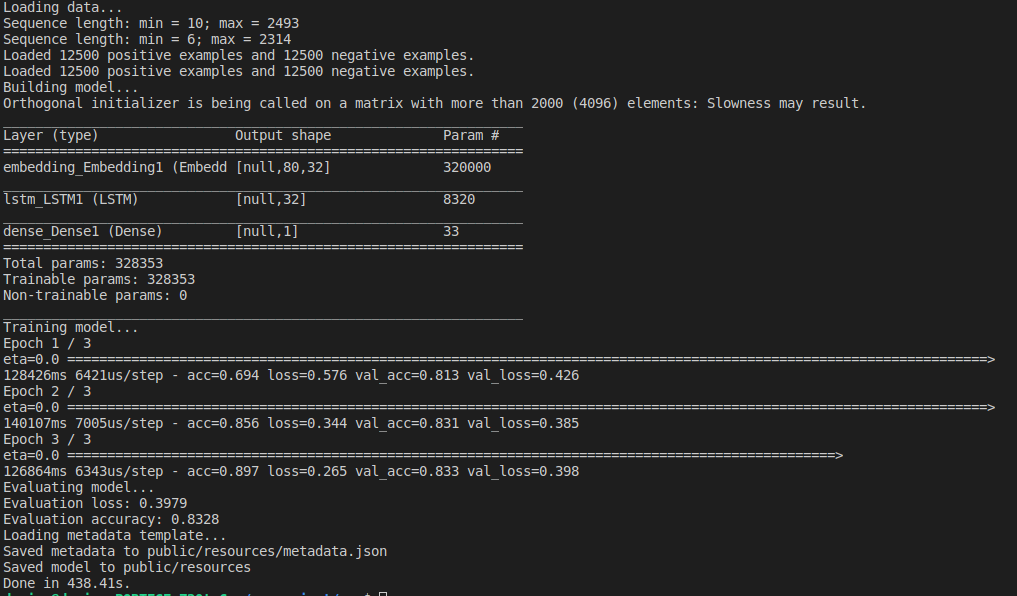 Loading data...
Sequence length: min = 10; max = 2493
Sequence length: min = 6; max = 2314
Loaded 12500 positive examples and 12500 negative examples.
Loaded 12500 positive examples and 12500 negative examples.
Building model...
Orthogonal initializer is being called on a matrix with more than 2000 (4096) elements: Slowness may result.
_________________________________________________________________
Layer (type)                 Output shape              Param #
=================================================================
embedding_Embedding1 (Embedd [null,80,32]              320000
_________________________________________________________________
lstm_LSTM1 (LSTM)            [null,32]                 8320
_________________________________________________________________
dense_Dense1 (Dense)         [null,1]                  33
=================================================================
Total params: 328353
Trainable params: 328353
Non-trainable params: 0
_________________________________________________________________
Training model...
Epoch 1 / 3
eta=0.0 ===================================================================================================================>
128426ms 6421us/step - acc=0.694 loss=0.576 val_acc=0.813 val_loss=0.426
Epoch 2 / 3
eta=0.0 ===================================================================================================================>
140107ms 7005us/step - acc=0.856 loss=0.344 val_acc=0.831 val_loss=0.385
Epoch 3 / 3
eta=0.0 ================================================================================================>
126864ms 6343us/step - acc=0.897 loss=0.265 val_acc=0.833 val_loss=0.398
Evaluating model...
Evaluation loss: 0.3979
Evaluation accuracy: 0.8328
Loading metadata template...
Saved metadata to public/resources/metadata.json
Saved model to public/resources
Done in 438.41s.